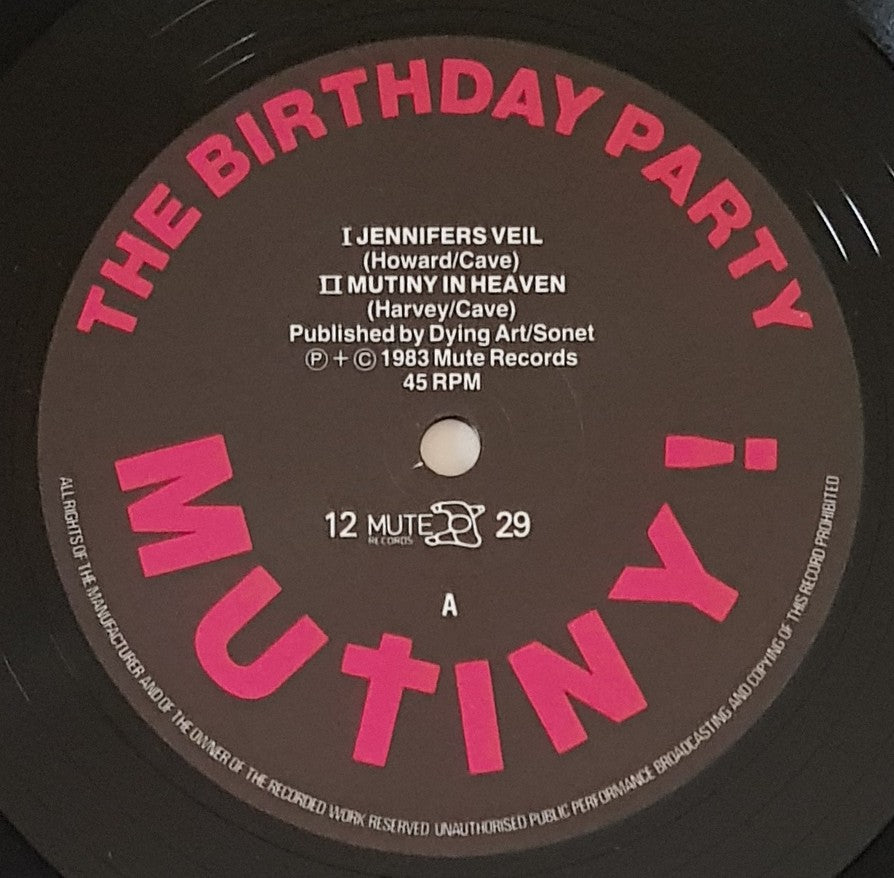 THE BIRTHDAY PARTY
I JENNIFERS VEIL
(Howard/Cave)
II MUTINY IN HEAVEN
(Harvey/Cave)
Published by Dying Art/Sonet
Ⓟ + © 1983 Mute Records
45 RPM
12 MUTE RECORDS 29
A
MUTINY!
ALL RIGHTS OF THE MANUFACTURER AND OF THE OWNER OF THE RECORDED WORK RESERVED UNAUTHORISED PUBLIC PERFORMANCE BROADCASTING AND COPYING OF THIS RECORD PROHIBITED